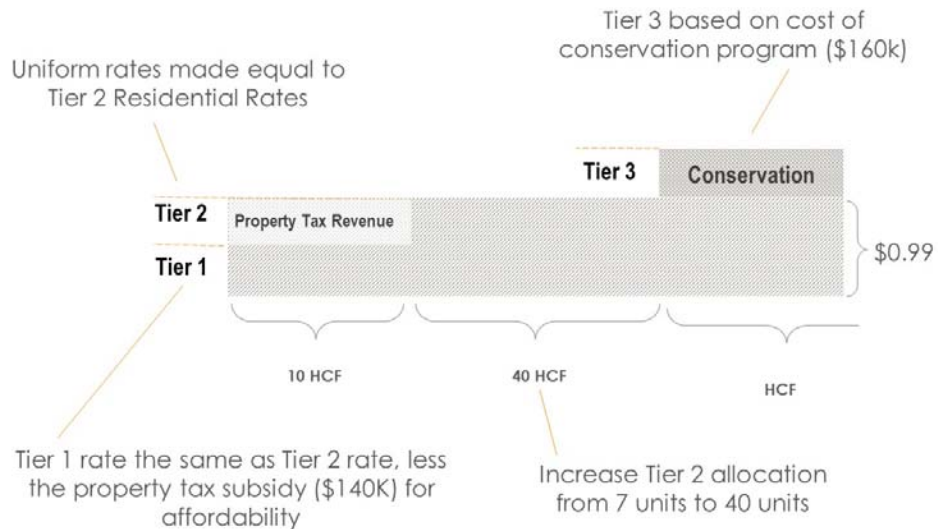 Tier 3 based on cost of
conservation program ($160k)
Uniform rates made equal to
Tier 2 Residential Rates
Tier 3
Conservation
Tier 2
Property Tax Revenue
Tier 1
$0.99
10 HCF
40 HCF
HCF
Tier 1 rate the same as Tier 2 rate, less
the property tax subsidy ($140K) for
affordability
Increase Tier 2 allocation
from 7 units to 40 units